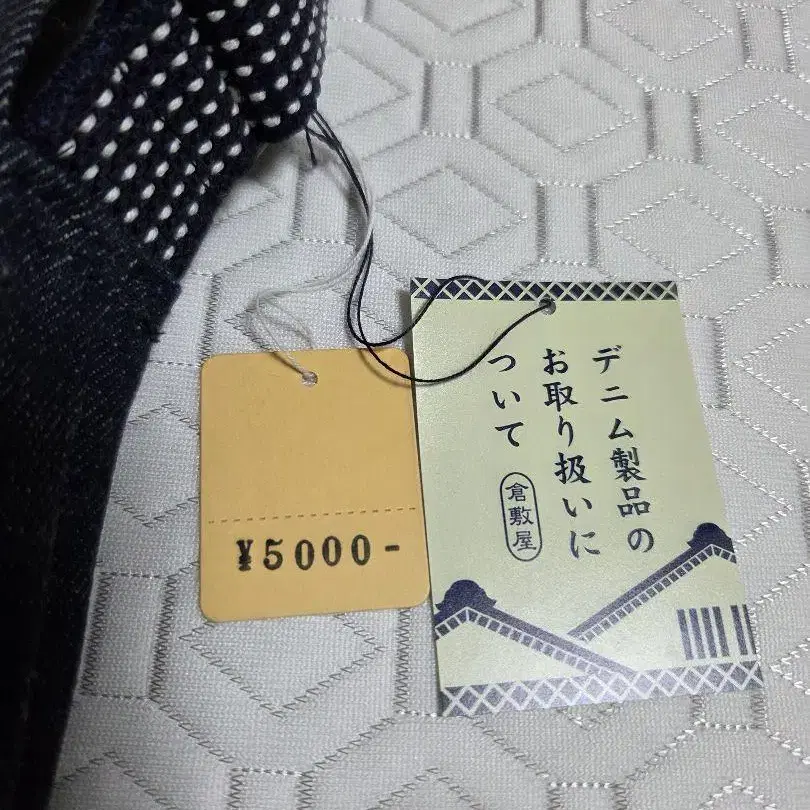 デニム製品の
お取り扱いに
ついて
倉敷屋
¥5000-